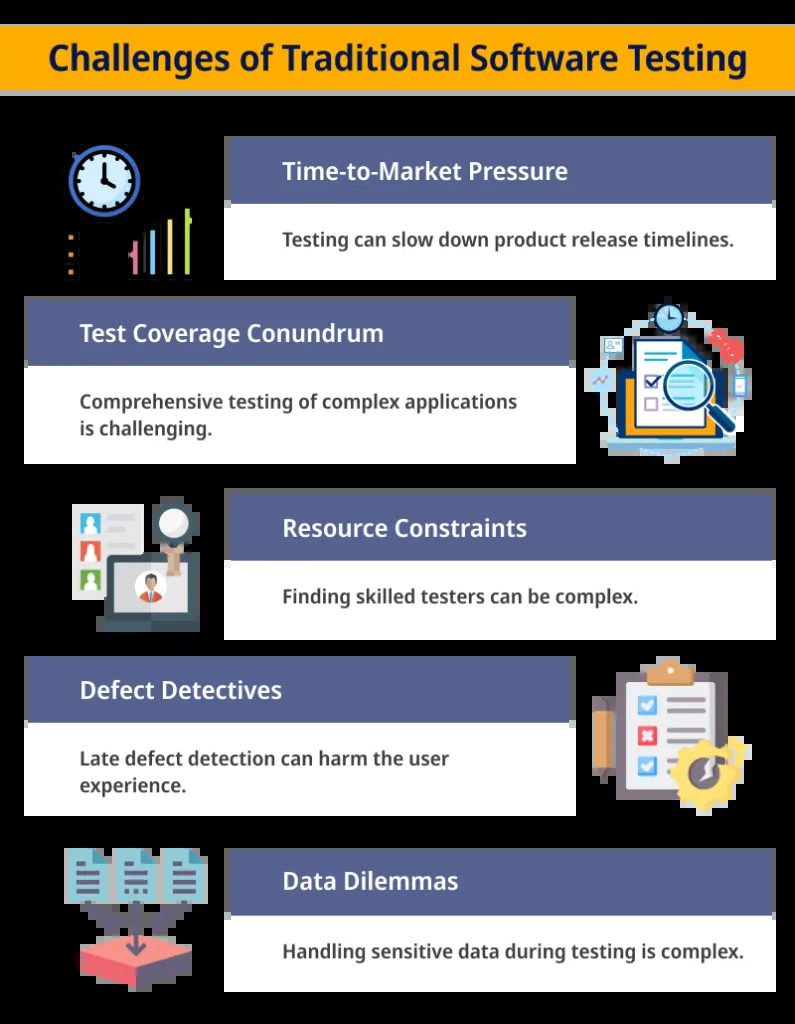 Challenges of Traditional Software Testing
Time-to-Market Pressure
Testing can slow down product release timelines.
Test Coverage Conundrum
Comprehensive testing of complex applications
is challenging.
Resource Constraints
Finding skilled testers can be complex.
Defect Detectives
Late defect detection can harm the user
experience.
Data Dilemmas
Handling sensitive data during testing is complex.